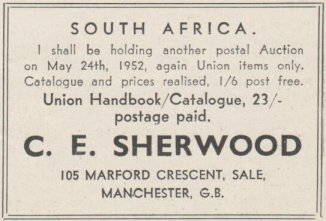 SOUTH AFRICA.
I shall be holding another postal Auction
on May 24th, 1952, again Union items only.
Catalogue and prices realised, 1/6 post free.
Union Handbook/Catalogue, 23/-
postage paid.
C. E. SHERWOOD
105 MARFORD CRESCENT, SALE,
MANCHESTER, G.B.